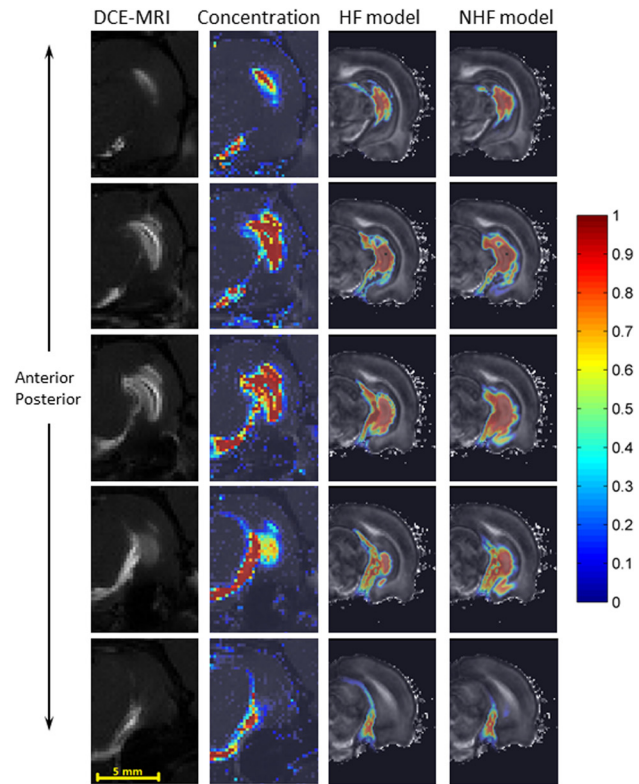 DCE-MRI Concentration HF model NHF model
Anterior
Posterior
1
0.9
0.8
0.7
0.6
0.5
0.4
0.3
0.2
0.1
0
5 mm